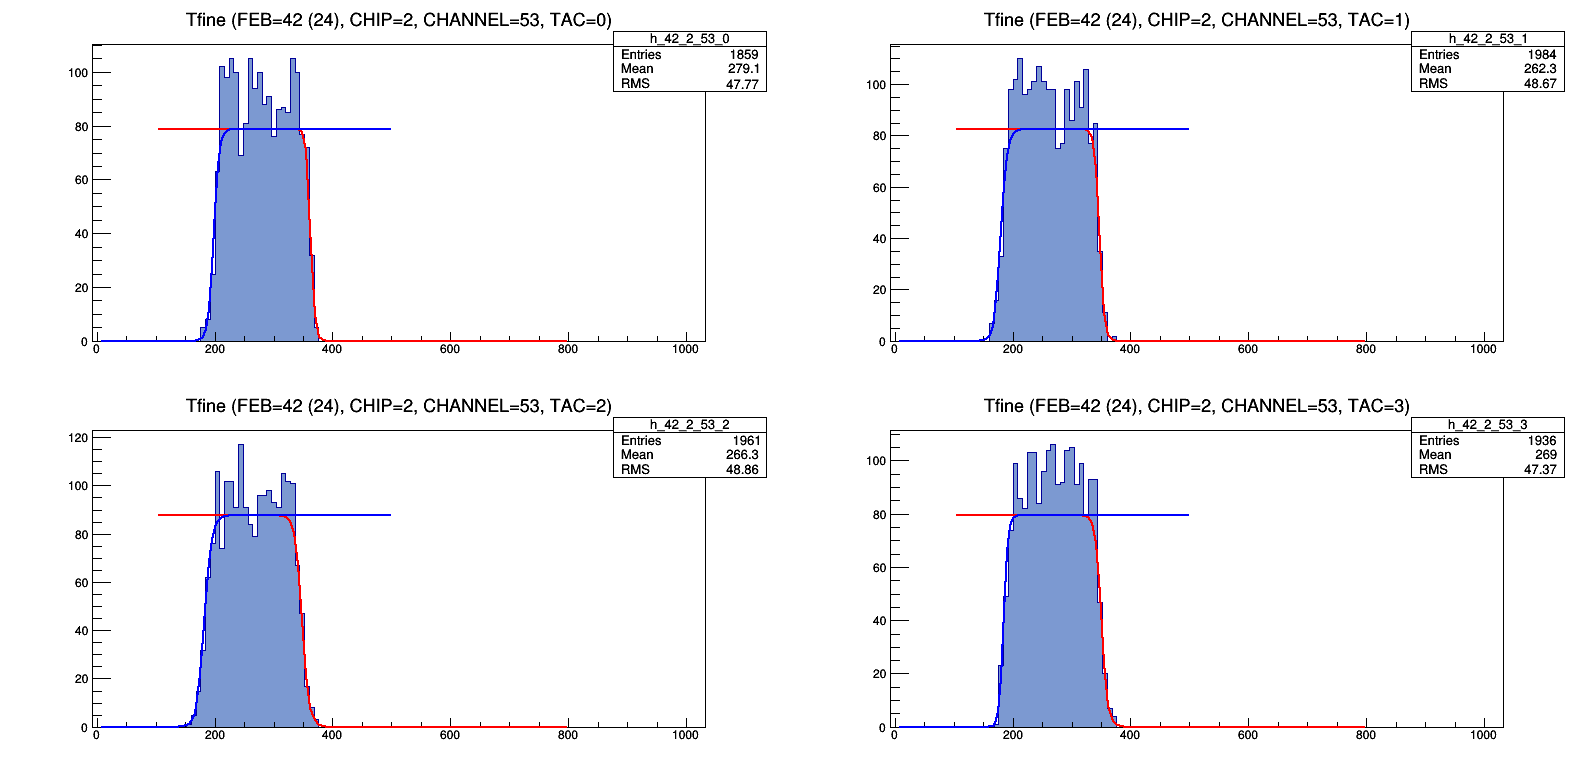 Tfine (FEB=42 (24), CHIP=2, CHANNEL=53, TAC=0)
h_42_2_53_0
Entries 1859
Mean 279.1
RMS 47.77
100
80
60
40
20
0
0 200 400 600 800 1000
Tfine (FEB=42 (24), CHIP=2, CHANNEL=53, TAC=1)
h_42_2_53_1
Entries 1984
Mean 262.3
RMS 48.67
100
80
60
40
20
0
0 200 400 600 800 1000
Tfine (FEB=42 (24), CHIP=2, CHANNEL=53, TAC=2)
h_42_2_53_2
Entries 1961
Mean 266.3
RMS 48.86
120
100
80
60
40
20
0
0 200 400 600 800 1000
Tfine (FEB=42 (24), CHIP=2, CHANNEL=53, TAC=3)
h_42_2_53_3
Entries 1936
Mean 269
RMS 47.37
100
80
60
40
20
0
0 200 400 600 800 1000